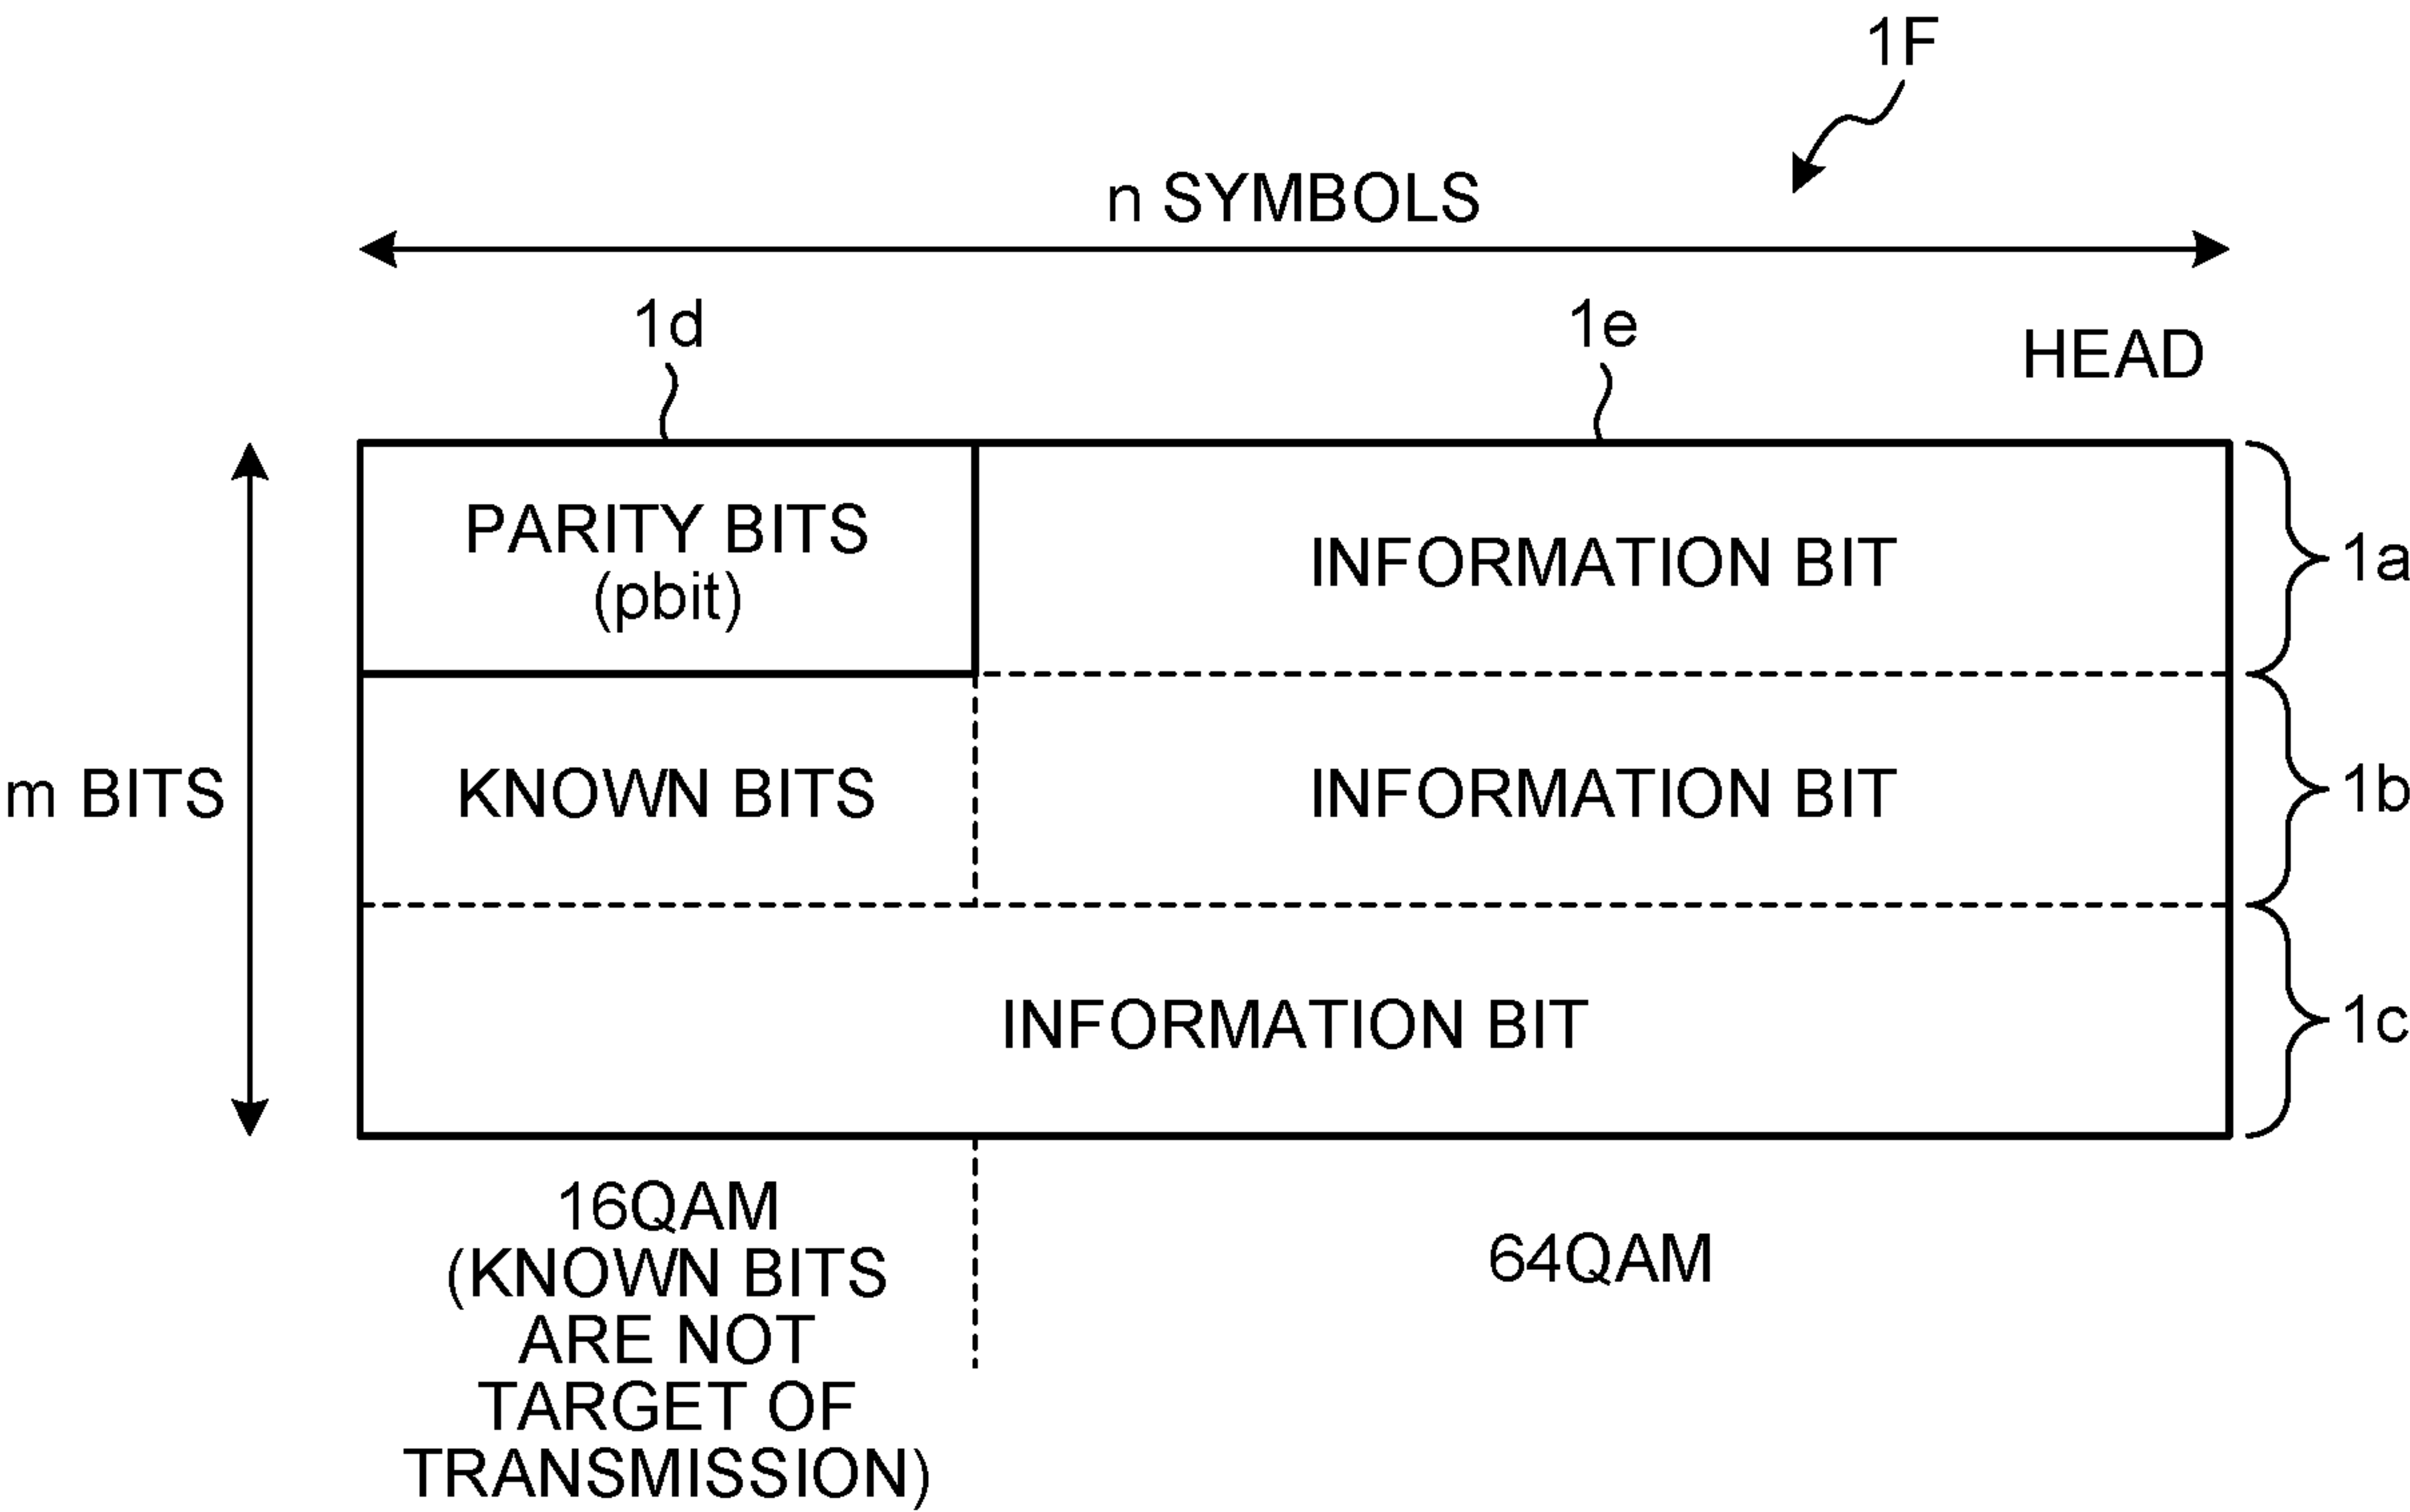 1F
n SYMBOLS
1d
1e
HEAD
PARITY BITS
(pbit)
INFORMATION BIT
1a
m BITS
KNOWN BITS
INFORMATION BIT
1b
INFORMATION BIT
1c
16QAM
(KNOWN BITS
ARE NOT
TARGET OF
TRANSMISSION)
64QAM